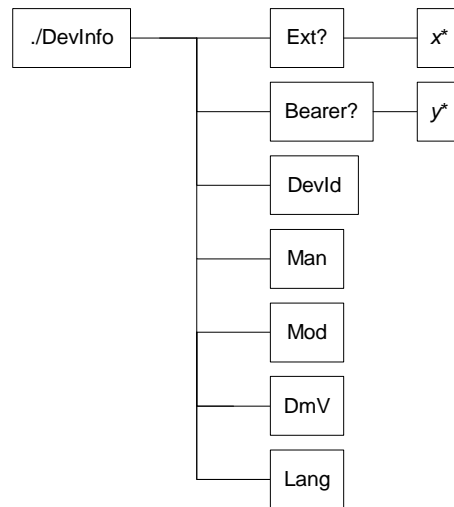 ./DevInfo
Ext?
x*
Bearer?
y*
DevId
Man
Mod
DmV
Lang